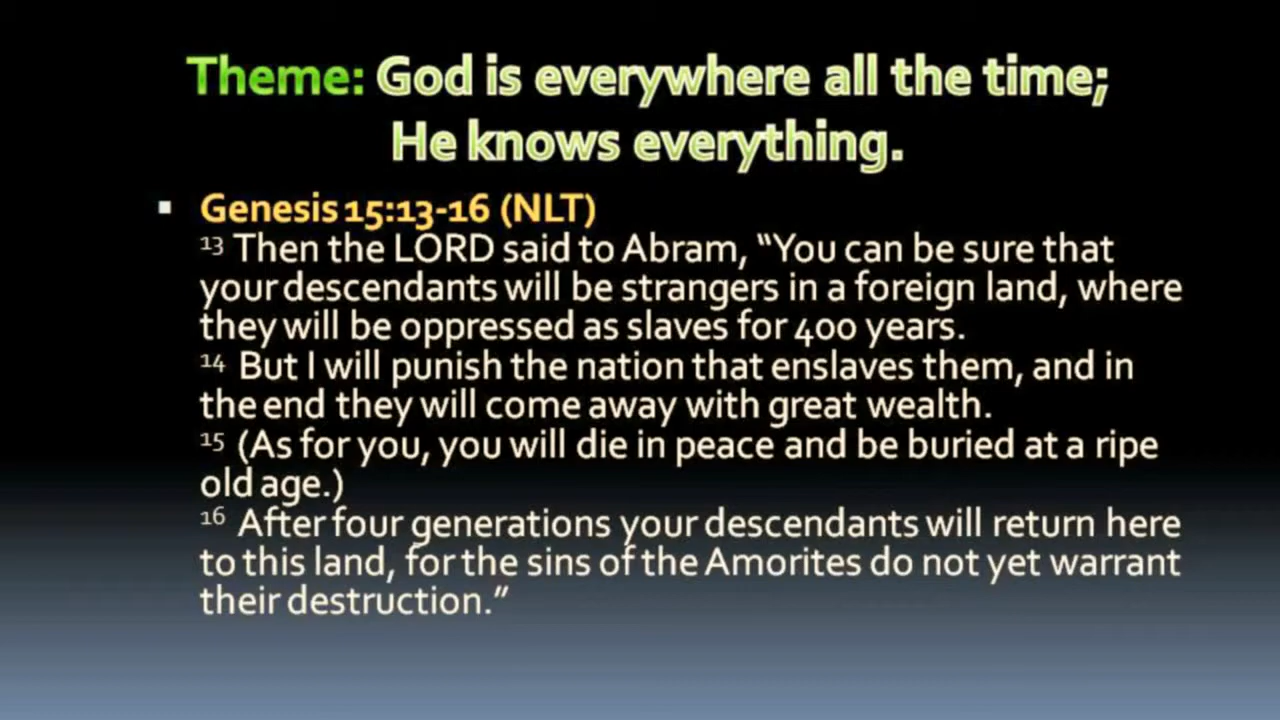 Theme: God is everywhere all the time;
He knows everything.
▪ Genesis 15:13-16 (NLT)
13 Then the LORD said to Abram, “You can be sure that
your descendants will be strangers in a foreign land, where
they will be oppressed as slaves for 400 years.
14 But I will punish the nation that enslaves them, and in
the end they will come away with great wealth.
15 (As for you, you will die in peace and be buried at a ripe
old age.)
16 After four generations your descendants will return here
to this land, for the sins of the Amorites do not yet warrant
their destruction.”